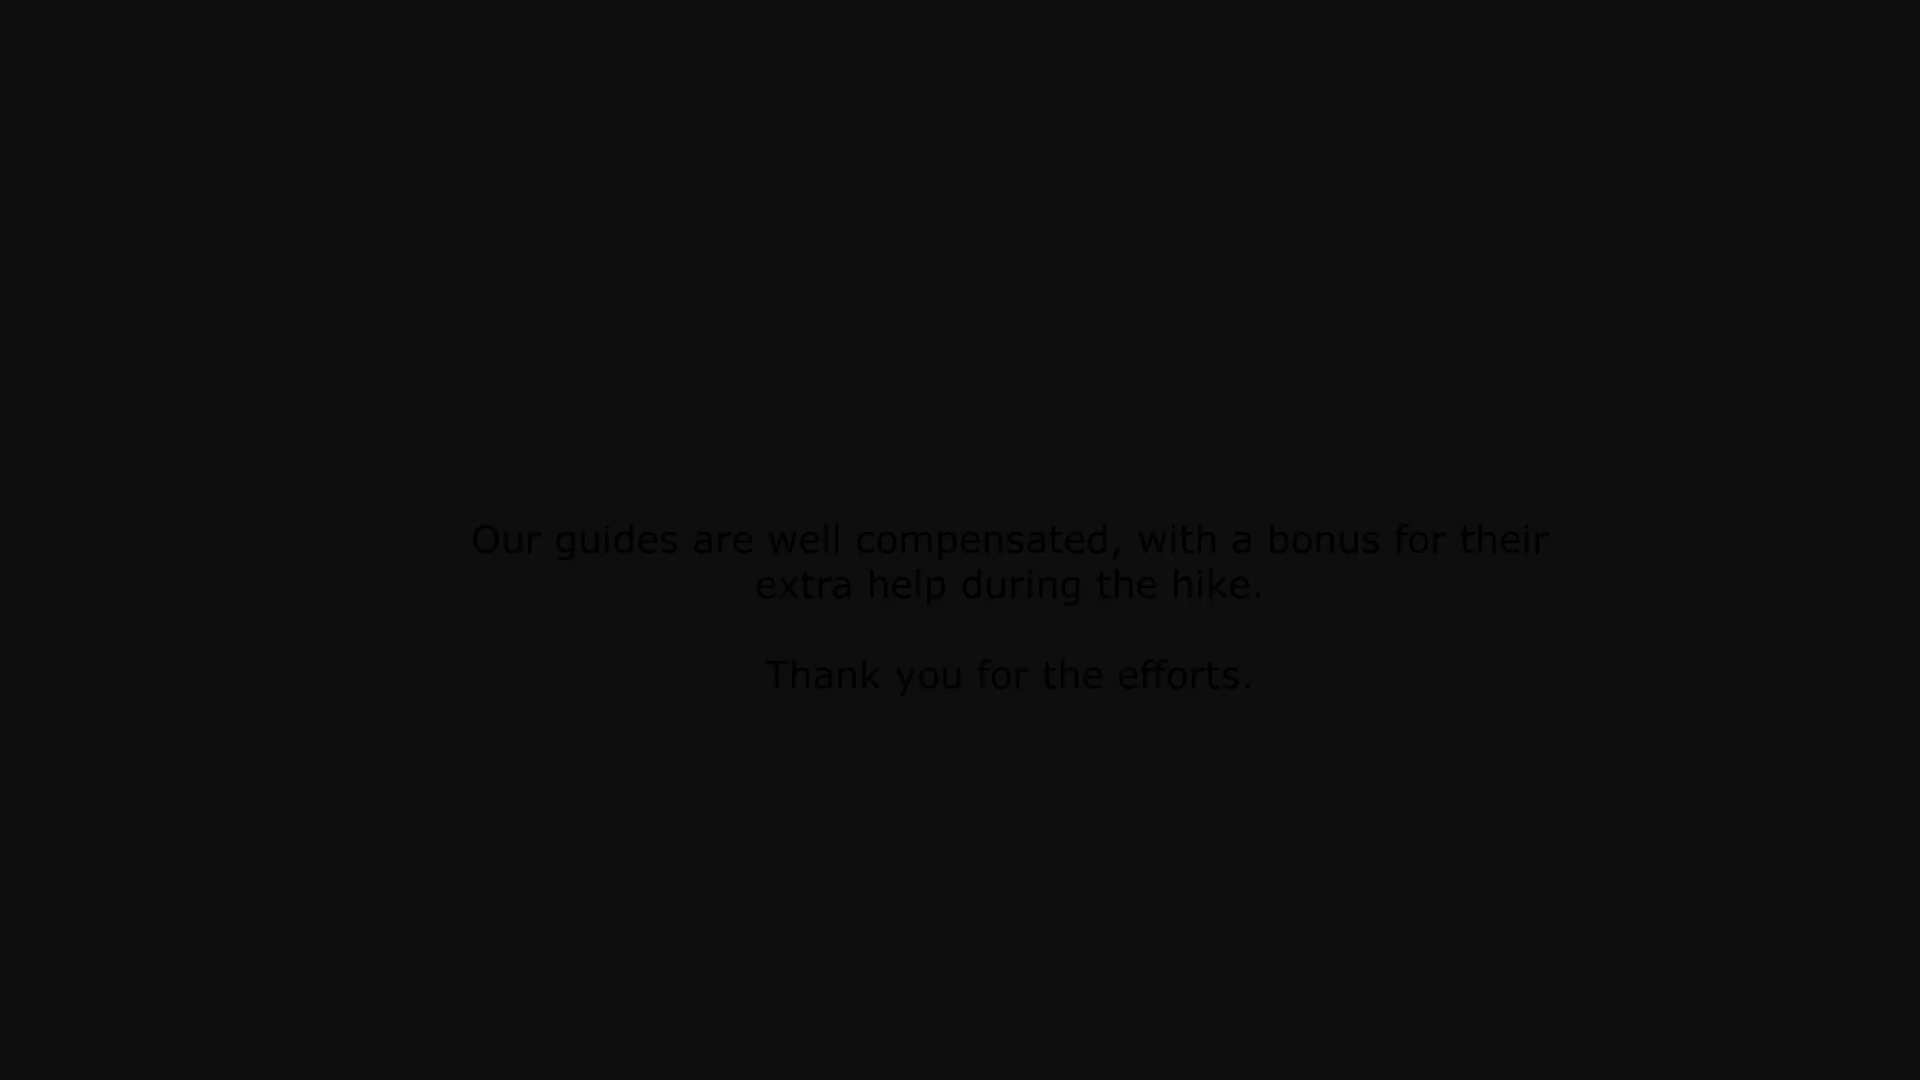 Our guides are well compensated, with a bonus for their
extra help during the hike.
Thank you for the efforts.